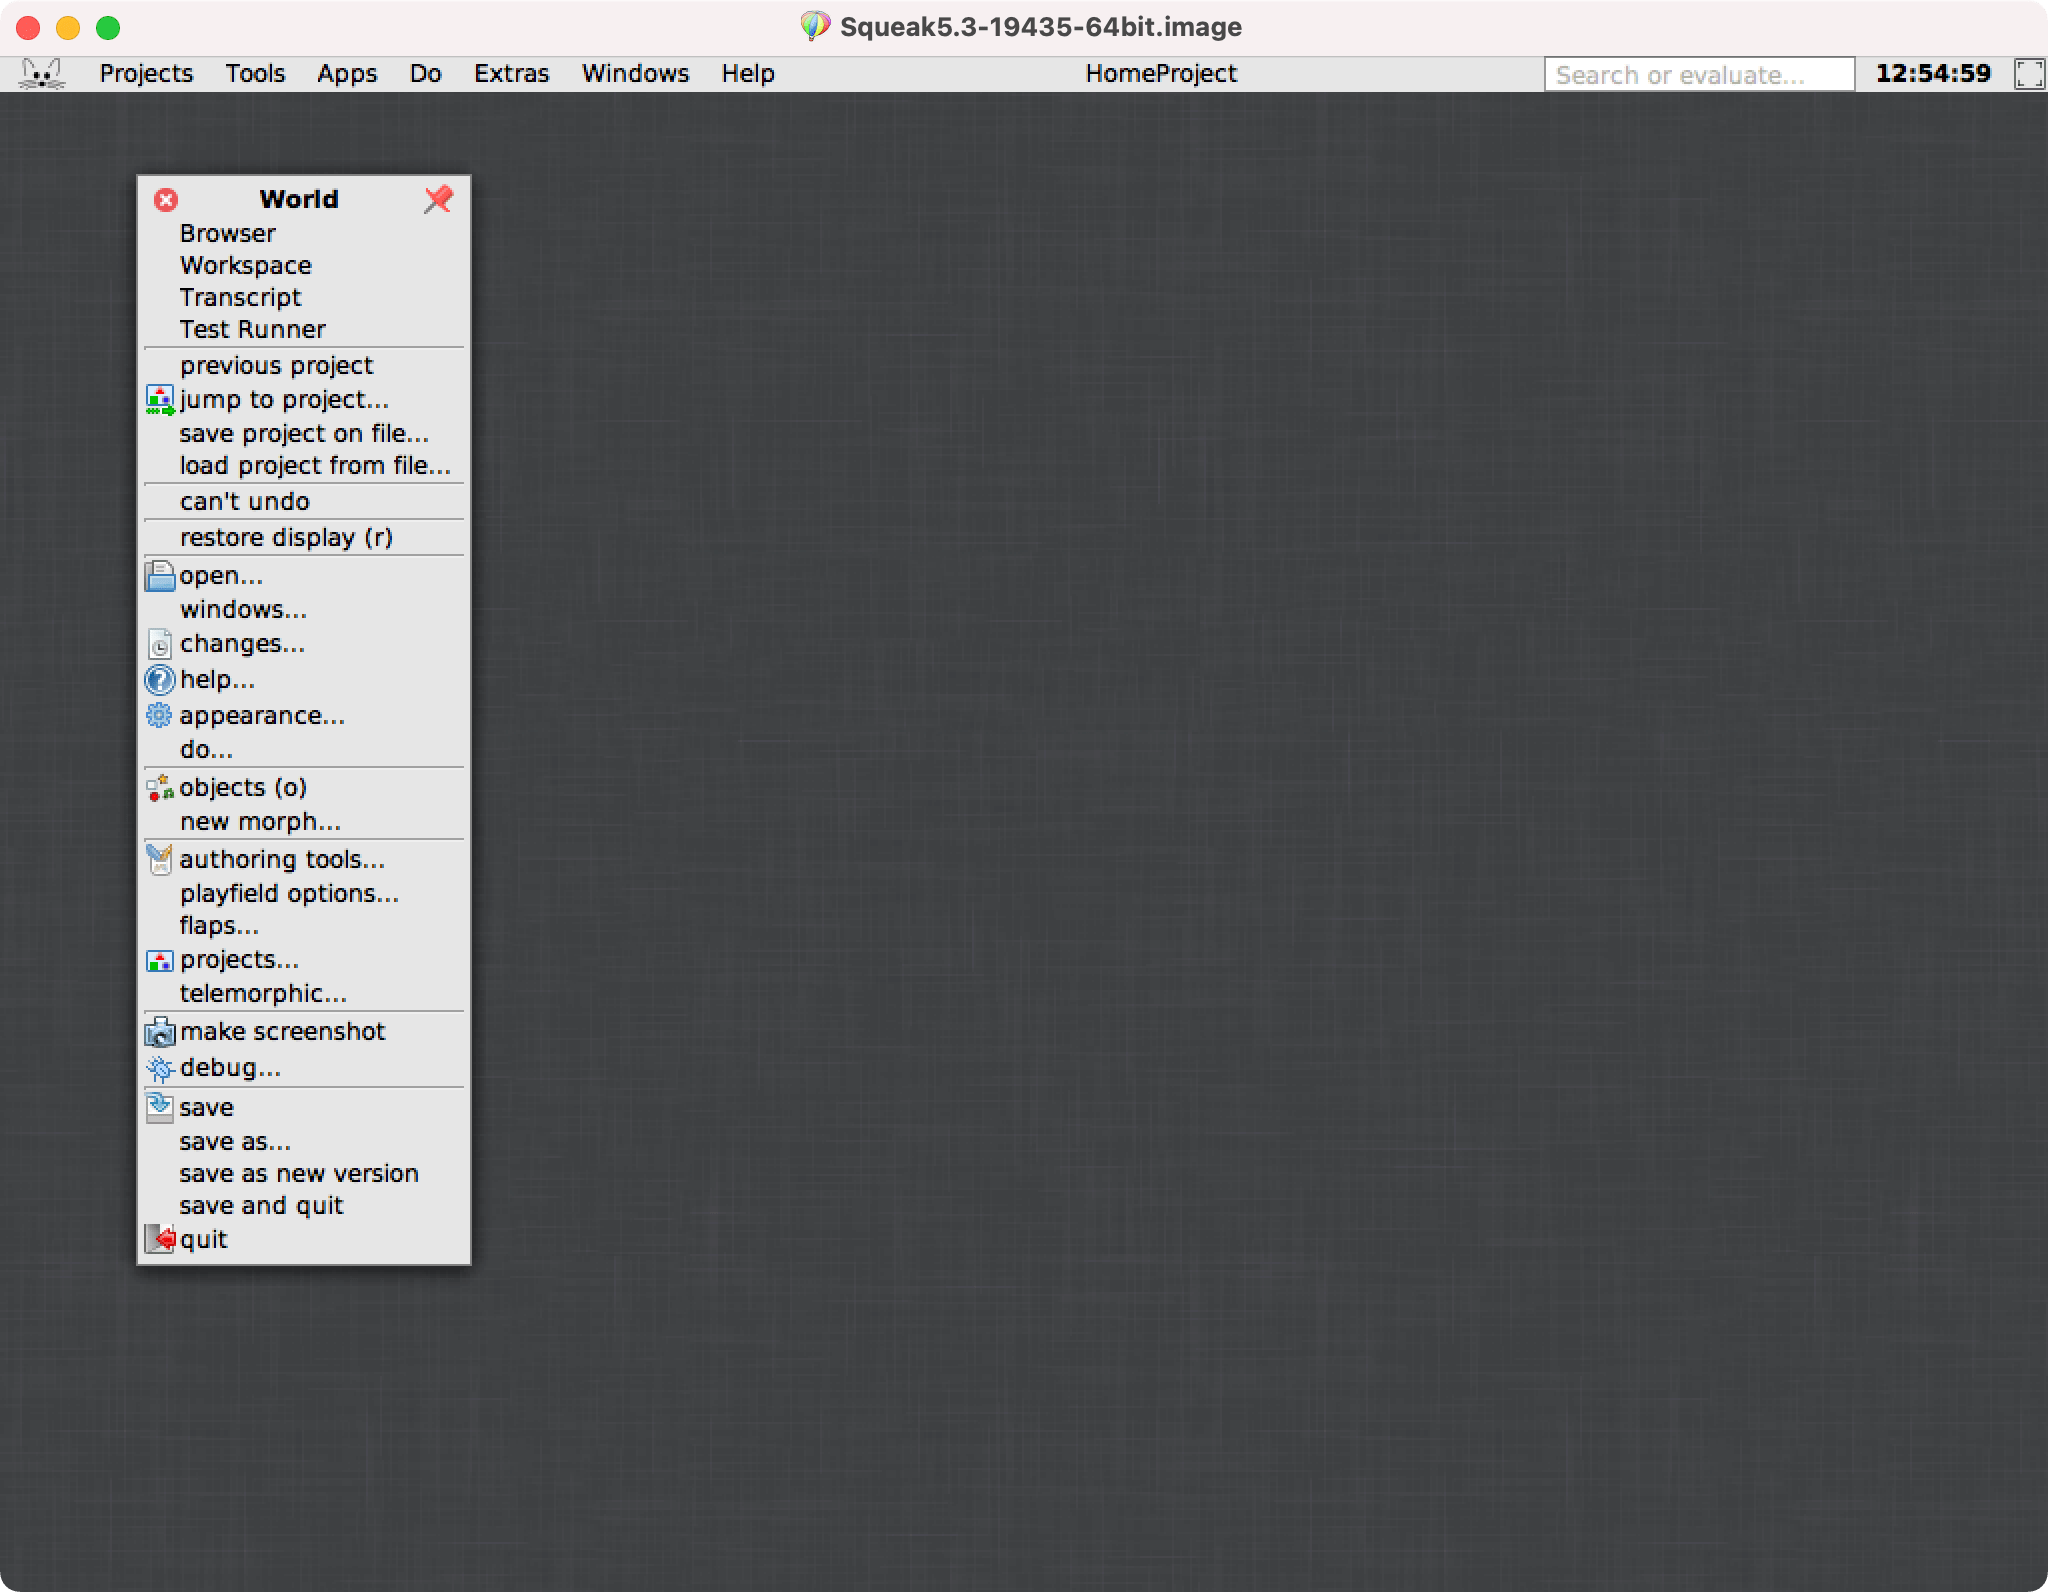 Squeak5.3-19435-64bit.image
Projects Tools Apps Do Extras Windows Help HomeProject Search or evaluate... 12:54:59
World
Browser
Workspace
Transcript
Test Runner
previous project
jump to project...
save project on file...
load project from file...
can't undo
restore display (r)
open...
windows...
changes...
help...
appearance...
do...
objects (o)
new morph...
authoring tools...
playfield options...
flaps...
projects...
telemorphic...
make screenshot
debug...
save
save as...
save as new version
save and quit
quit